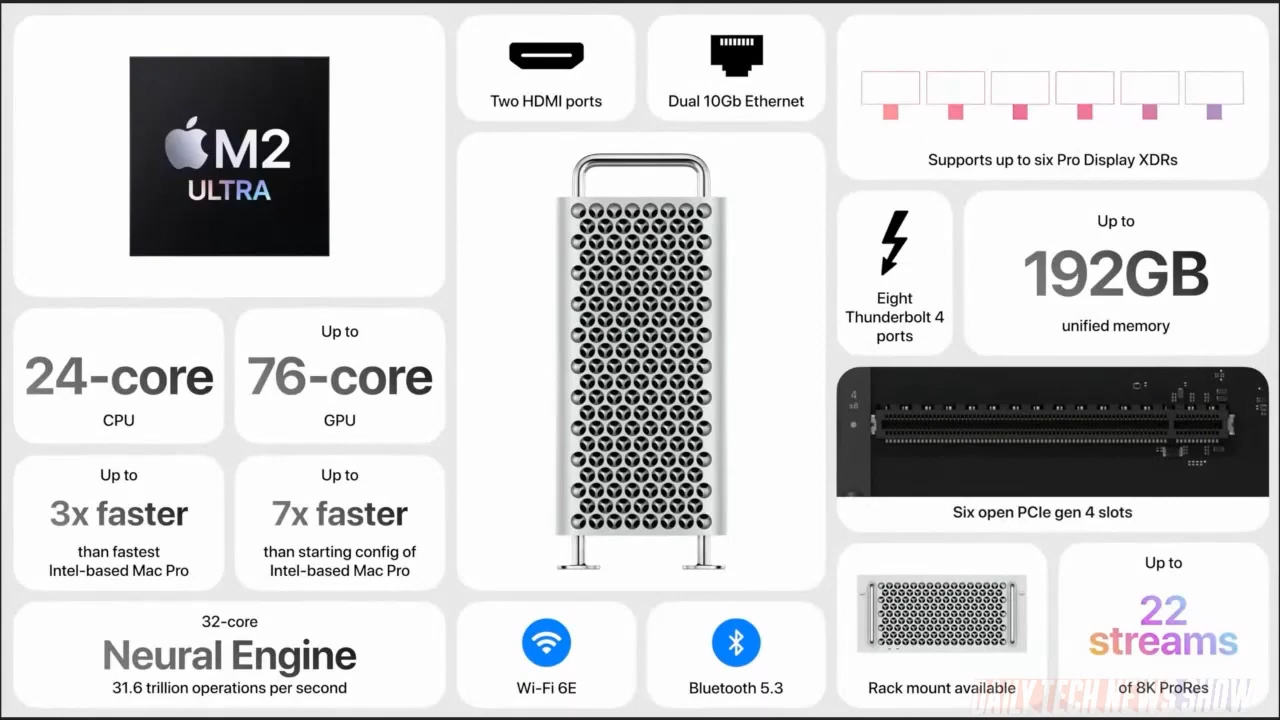 M2
ULTRA
Two HDMI ports
Dual 10Gb Ethernet
Supports up to six Pro Display XDRs
24-core
CPU
Up to
76-core
GPU
Eight
Thunderbolt 4
ports
Up to
192GB
unified memory
Up to
3x faster
than fastest
Intel-based Mac Pro
Up to
7x faster
than starting config of
Intel-based Mac Pro
4
x8
Six open PCIe gen 4 slots
32-core
Neural Engine
31.6 trillion operations per second
Wi-Fi 6E
Bluetooth 5.3
Rack mount available
Up to
22
streams
of 8K ProRes
DAILY TECH NEWS SHOW